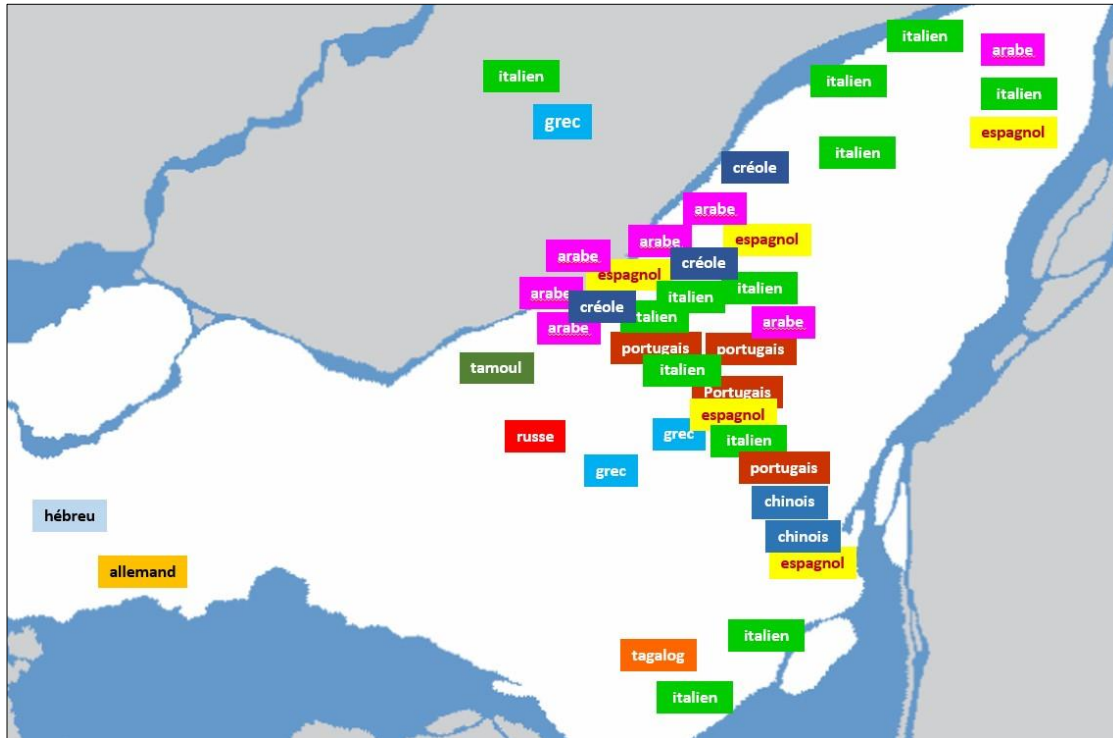 italien
arabe
italien
italien
italien
grec
espagnol
italien
créole
arabe
arabe
espagnol
arabe
créole
espagnol
italien
arabe
italien
créole
italien
arabe
arabe
portugais
portugais
tamoul
italien
Portugais
espagnol
russe
grec
italien
grec
portugais
chinois
hébreu
chinois
espagnol
allemand
italien
tagalog
italien